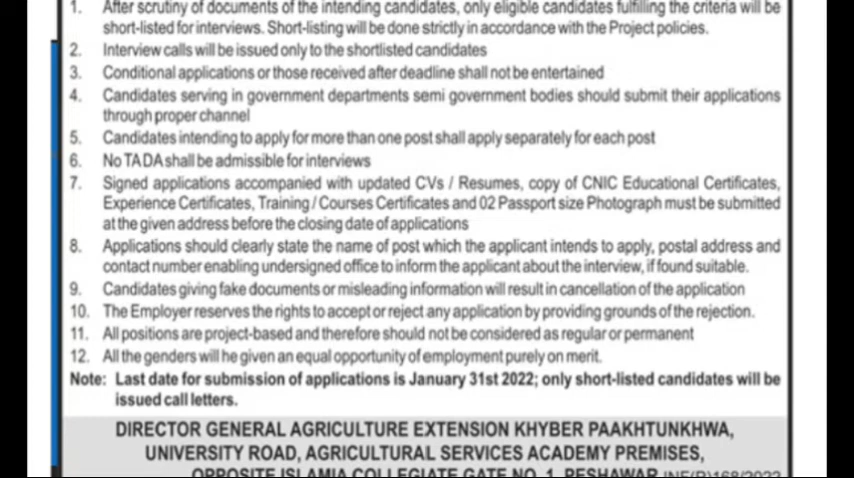 1. After scrutiny of documents of the intending candidates, only eligible candidates fulfilling the criteria will be
short-listed for interviews. Short-listing will be done strictly in accordance with the Project policies.
2. Interview calls will be issued only to the shortlisted candidates
3. Conditional applications or those received after deadline shall not be entertained
4. Candidates serving in government departments semi government bodies should submit their applications
through proper channel
5. Candidates intending to apply for more than one post shall apply separately for each post
6. No TA DA shall be admissible for interviews
7. Signed applications accompanied with updated CVs / Resumes, copy of CNIC Educational Certificates,
Experience Certificates, Training / Courses Certificates and 02 Passport size Photograph must be submitted
at the given address before the closing date of applications
8. Applications should clearly state the name of post which the applicant intends to apply, postal address and
contact number enabling undersigned office to inform the applicant about the interview, if found suitable.
9. Candidates giving fake documents or misleading information will result in cancellation of the application
10. The Employer reserves the rights to accept or reject any application by providing grounds of the rejection.
11. All positions are project-based and therefore should not be considered as regular or permanent
12. All the genders will he given an equal opportunity of employment purely on merit.
Note: Last date for submission of applications is January 31st 2022; only short-listed candidates will be
issued call letters.
DIRECTOR GENERAL AGRICULTURE EXTENSION KHYBER PAAKHTUNKHWA,
UNIVERSITY ROAD, AGRICULTURAL SERVICES ACADEMY PREMISES,
OPPOSITE ISLAMIA COLLEGIATE GATE NO. 1, PESHAWAR INF(P)168/2022